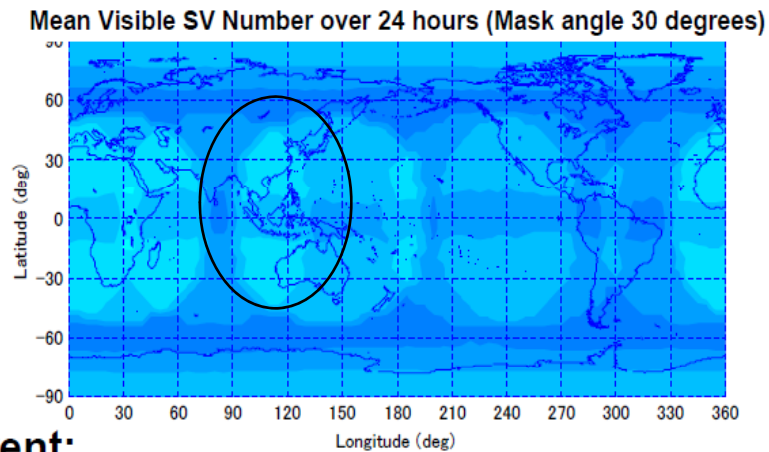 Mean Visible SV Number over 24 hours (Mask angle 30 degrees)
90
60
30
0
−30
−60
−90
Latitude (deg)
0 30 60 90 120 150 180 210 240 270 300 330 360
Longitude (deg)
ent: